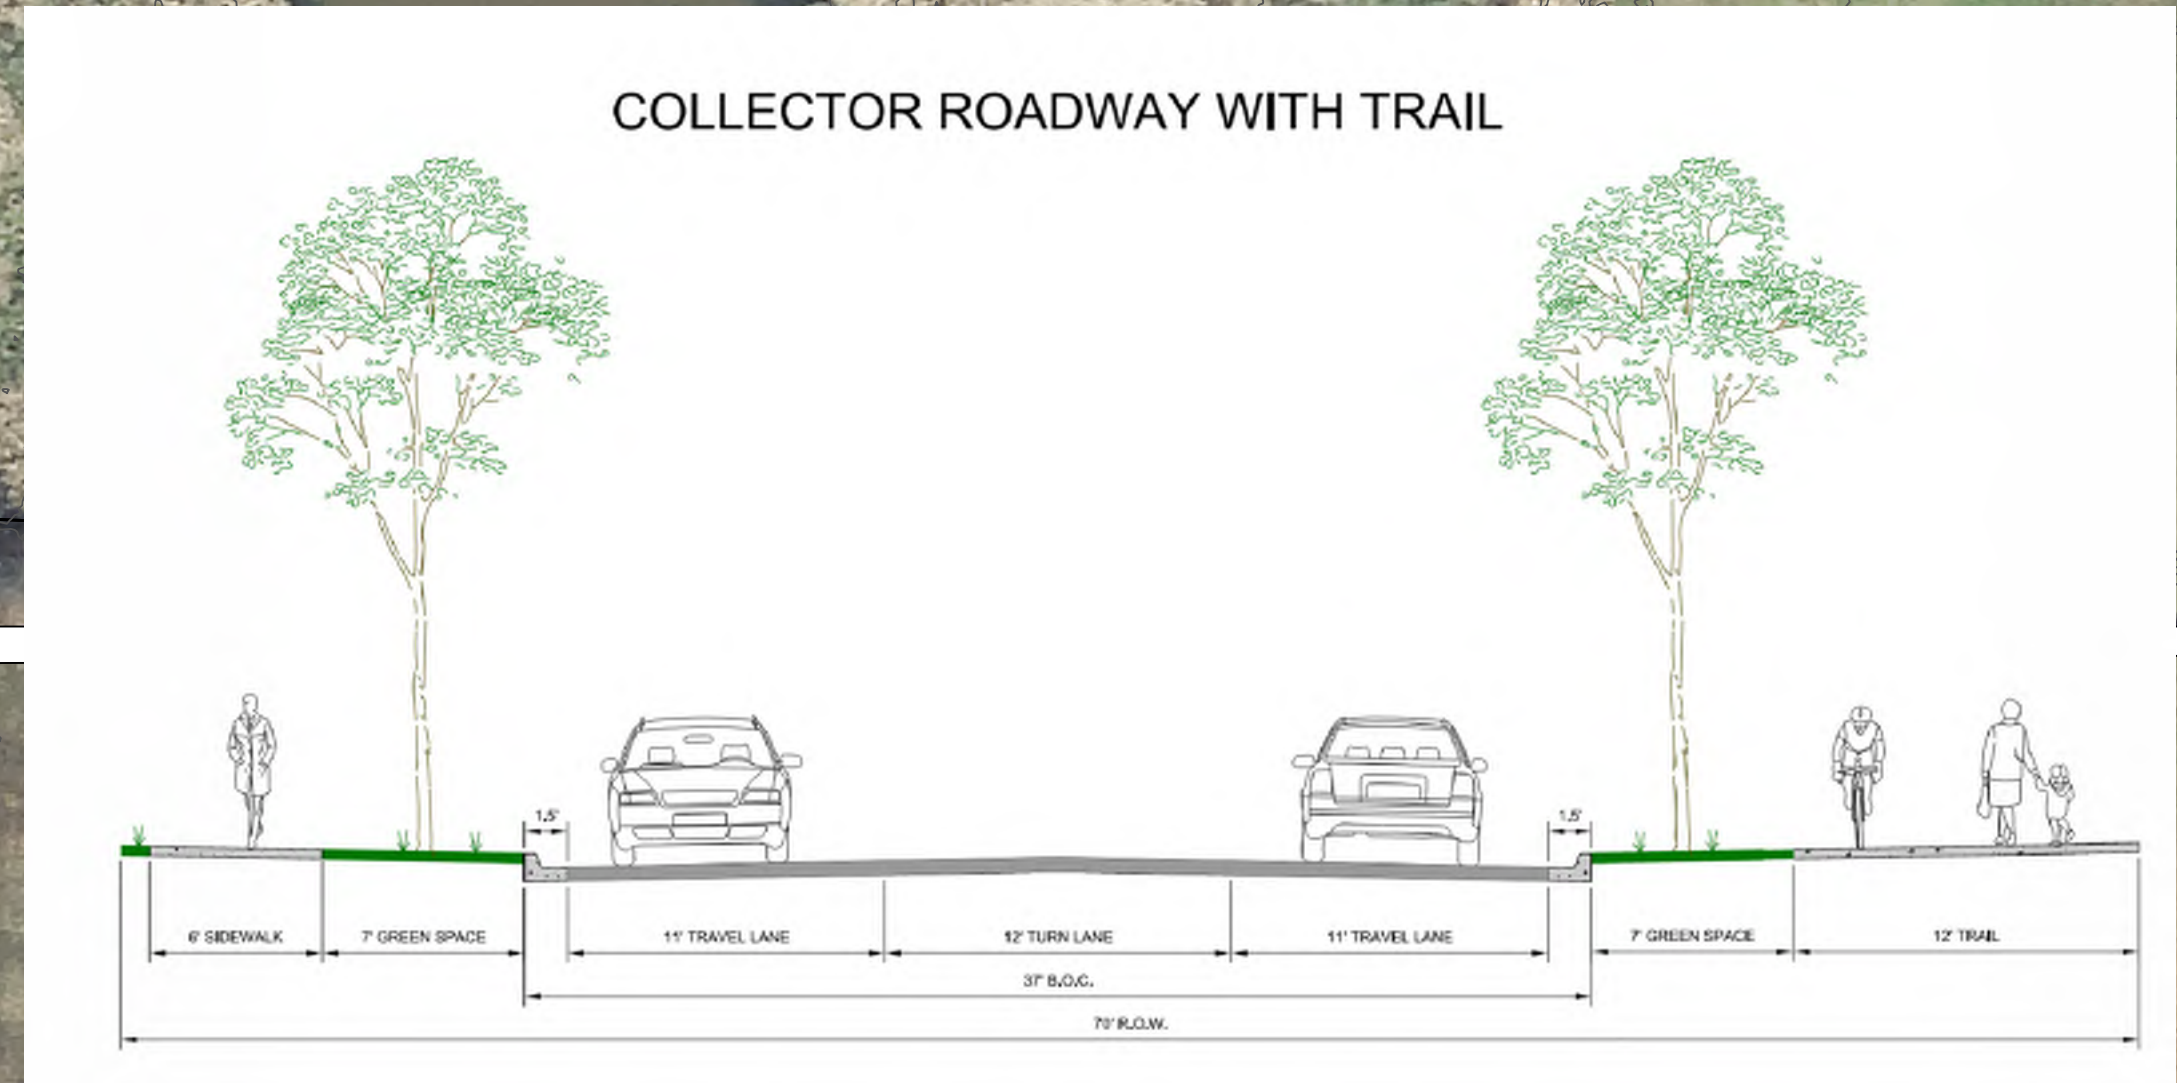 COLLECTOR ROADWAY WITH TRAIL
1.5'
1.5'
6' SIDEWALK
7' GREEN SPACE
11' TRAVEL LANE
12' TURN LANE
11' TRAVEL LANE
7' GREEN SPACE
12' TRAIL
37' B.O.C.
70' R.O.W.